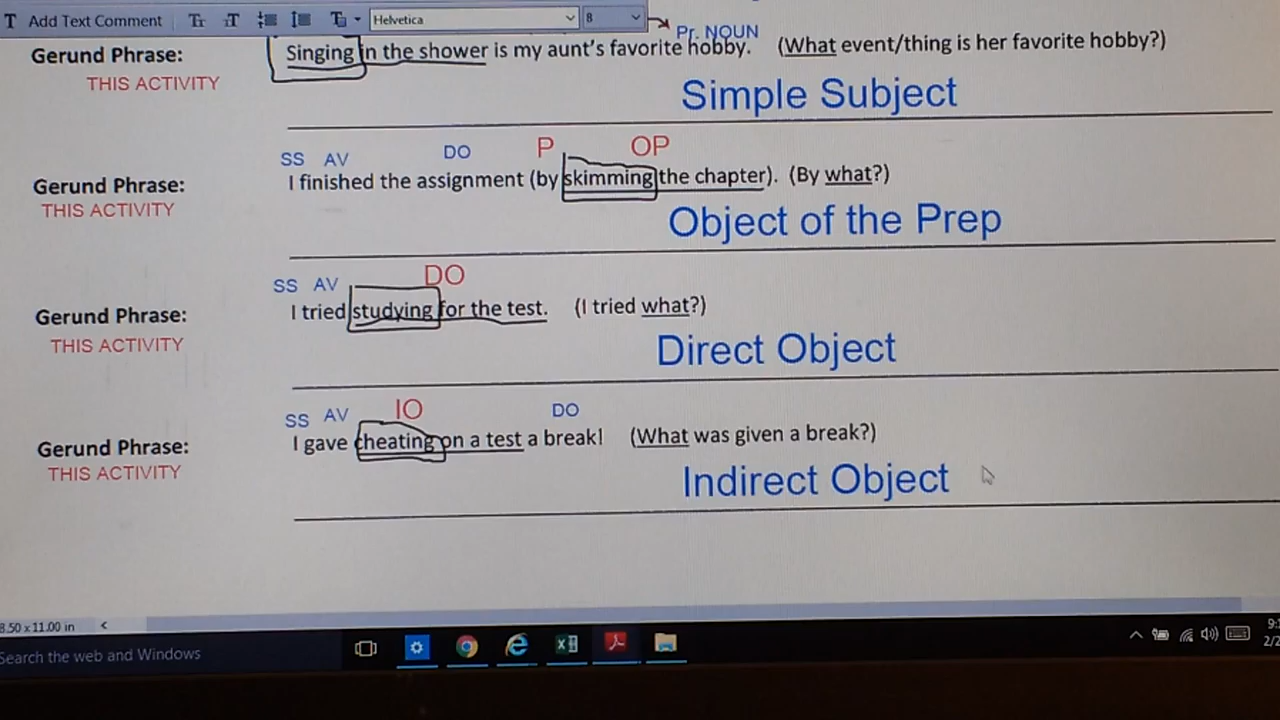 T Add Text Comment Helvetica 8
Pr. NOUN
Gerund Phrase: Singing in the shower is my aunt's favorite hobby. (What event/thing is her favorite hobby?)
THIS ACTIVITY
Simple Subject
SS AV DO P OP
Gerund Phrase: I finished the assignment (by skimming the chapter). (By what?)
THIS ACTIVITY
Object of the Prep
SS AV DO
Gerund Phrase: I tried studying for the test. (I tried what?)
THIS ACTIVITY
Direct Object
SS AV IO DO
Gerund Phrase: I gave cheating on a test a break! (What was given a break?)
THIS ACTIVITY
Indirect Object
8.50 x 11.00 in
Search the web and Windows